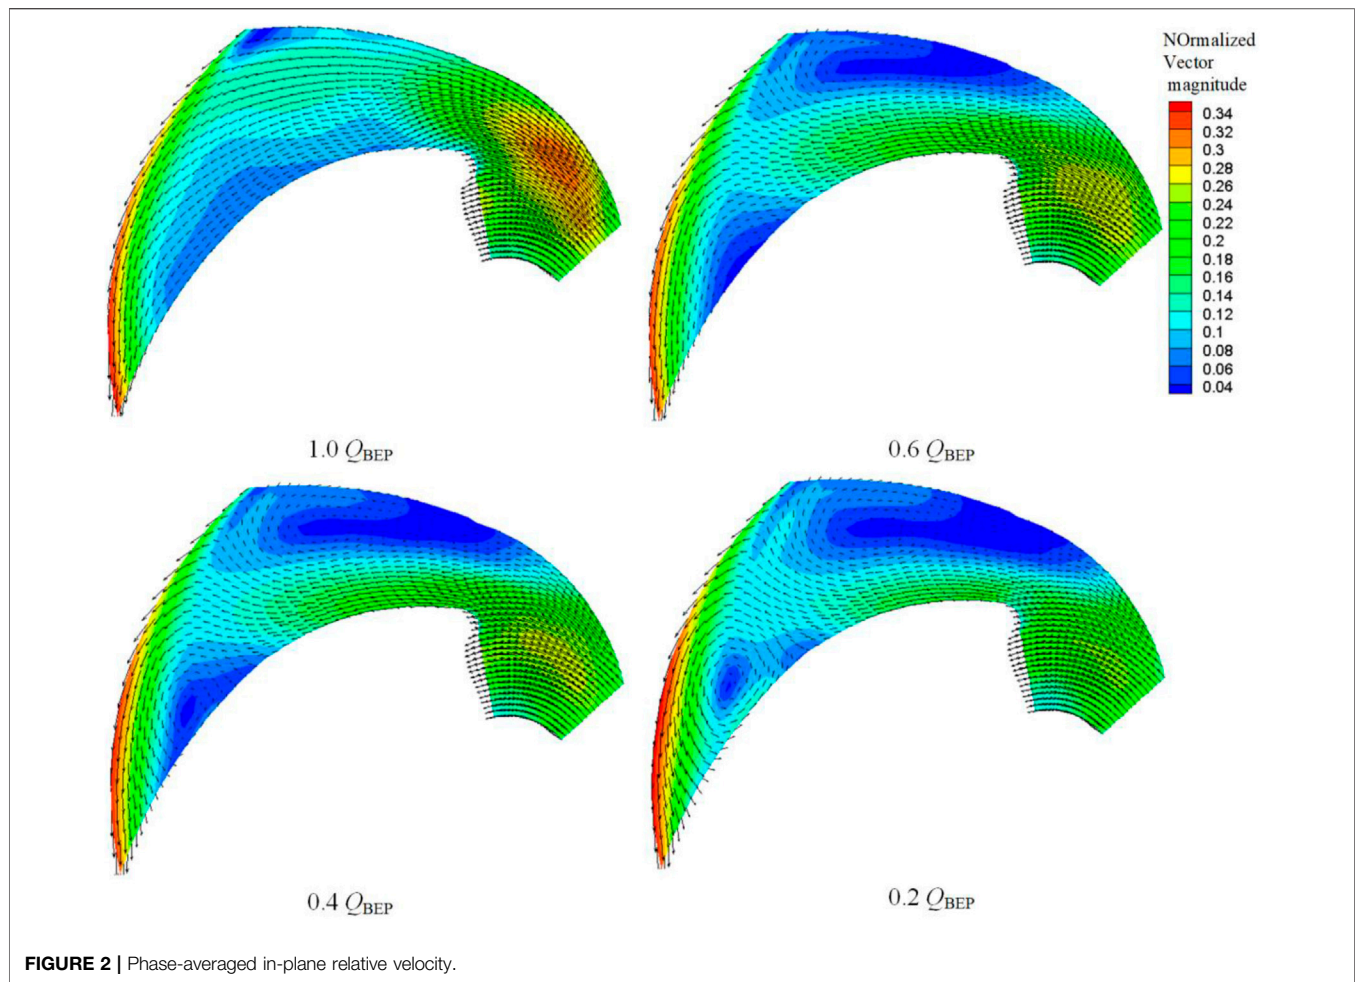 NOrmalized
Vector
magnitude
0.34
0.32
0.3
0.28
0.26
0.24
0.22
0.2
0.18
0.16
0.14
0.12
0.1
0.08
0.06
0.04
1.0 QBEP
0.6 QBEP
0.4 QBEP
0.2 QBEP
FIGURE 2 | Phase-averaged in-plane relative velocity.